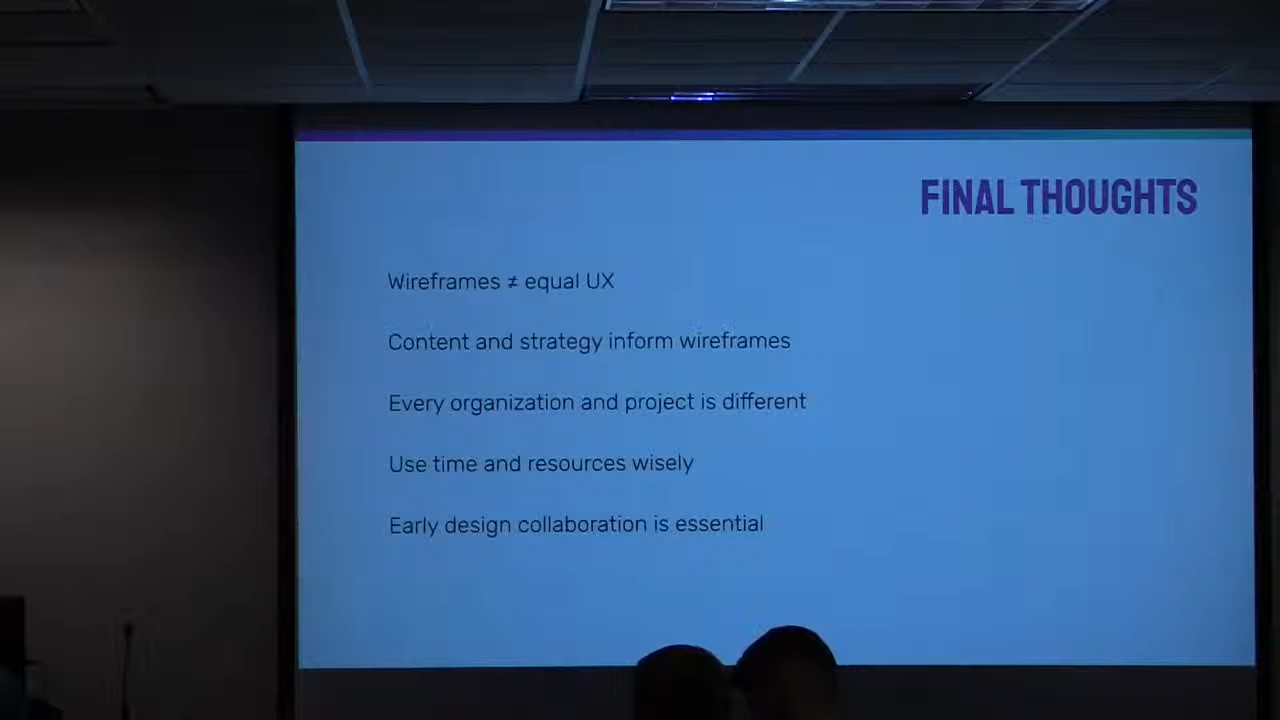 FINAL THOUGHTS
Wireframes ≠ equal UX
Content and strategy inform wireframes
Every organization and project is different
Use time and resources wisely
Early design collaboration is essential